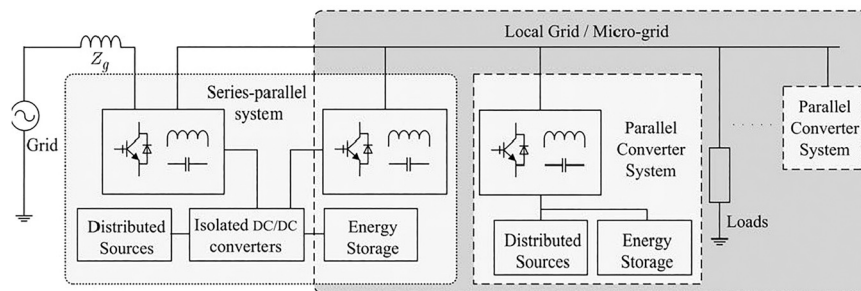 Local Grid / Micro-grid
Z_g
Grid
Series-parallel
system
Distributed
Sources
Isolated DC/DC
converters
Energy
Storage
Parallel
Converter
System
Distributed
Sources
Energy
Storage
Loads
Parallel
Converter
System